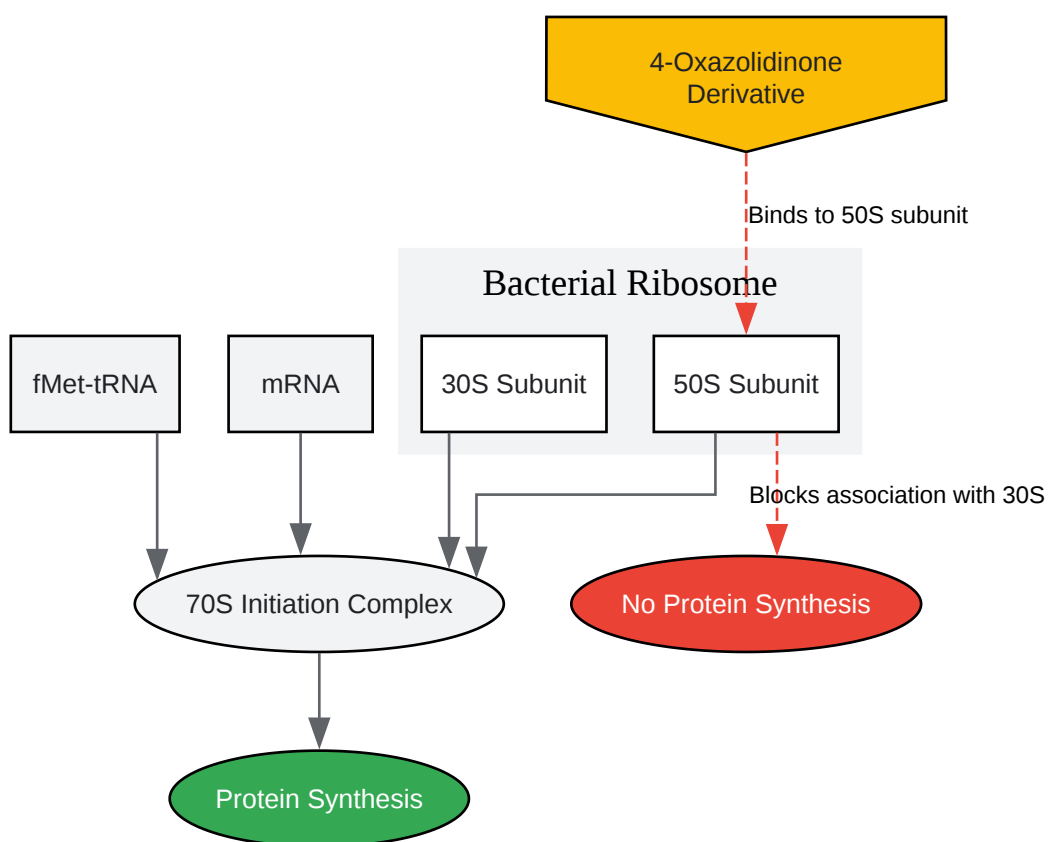 4-Oxazolidinone
Derivative
Binds to 50S subunit
Bacterial Ribosome
fMet-tRNA
mRNA
30S Subunit
50S Subunit
Blocks association with 30S
70S Initiation Complex
No Protein Synthesis
Protein Synthesis